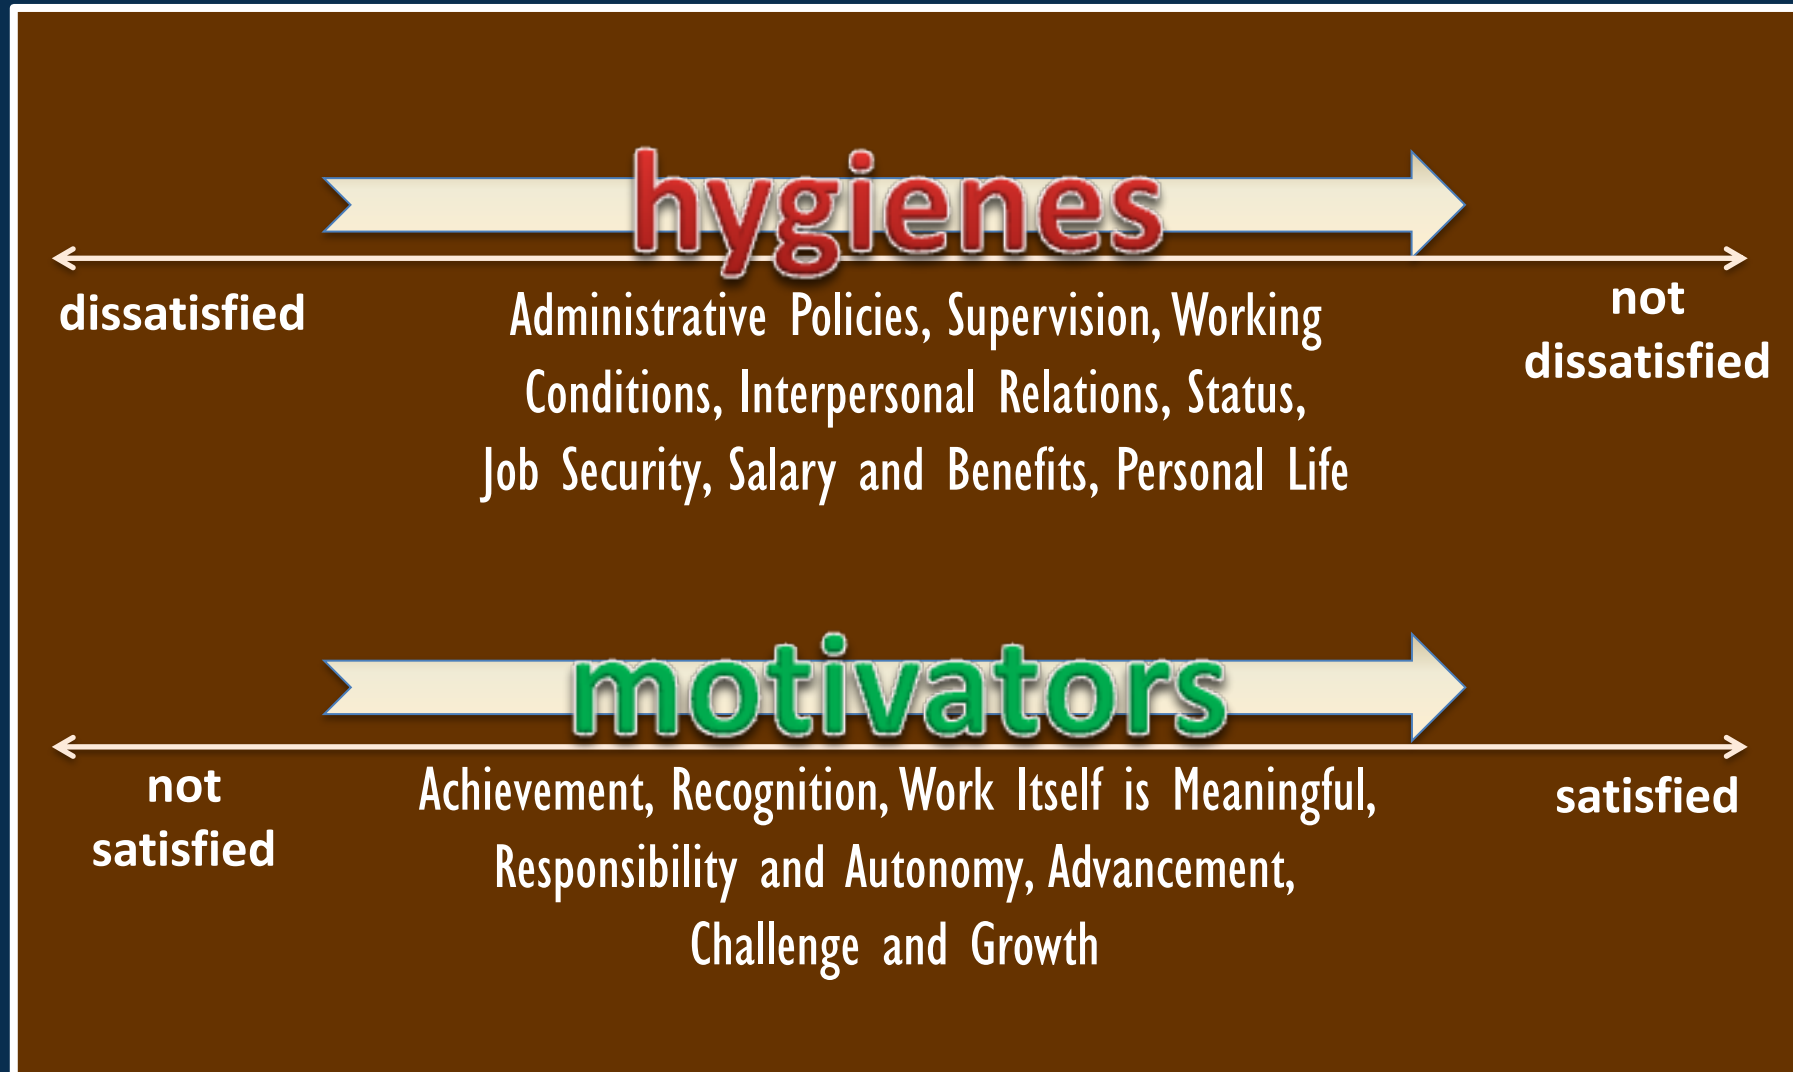 hygienes
dissatisfied
Administrative Policies, Supervision, Working
Conditions, Interpersonal Relations, Status,
Job Security, Salary and Benefits, Personal Life
not
dissatisfied
motivators
not
satisfied
Achievement, Recognition, Work Itself is Meaningful,
Responsibility and Autonomy, Advancement,
Challenge and Growth
satisfied